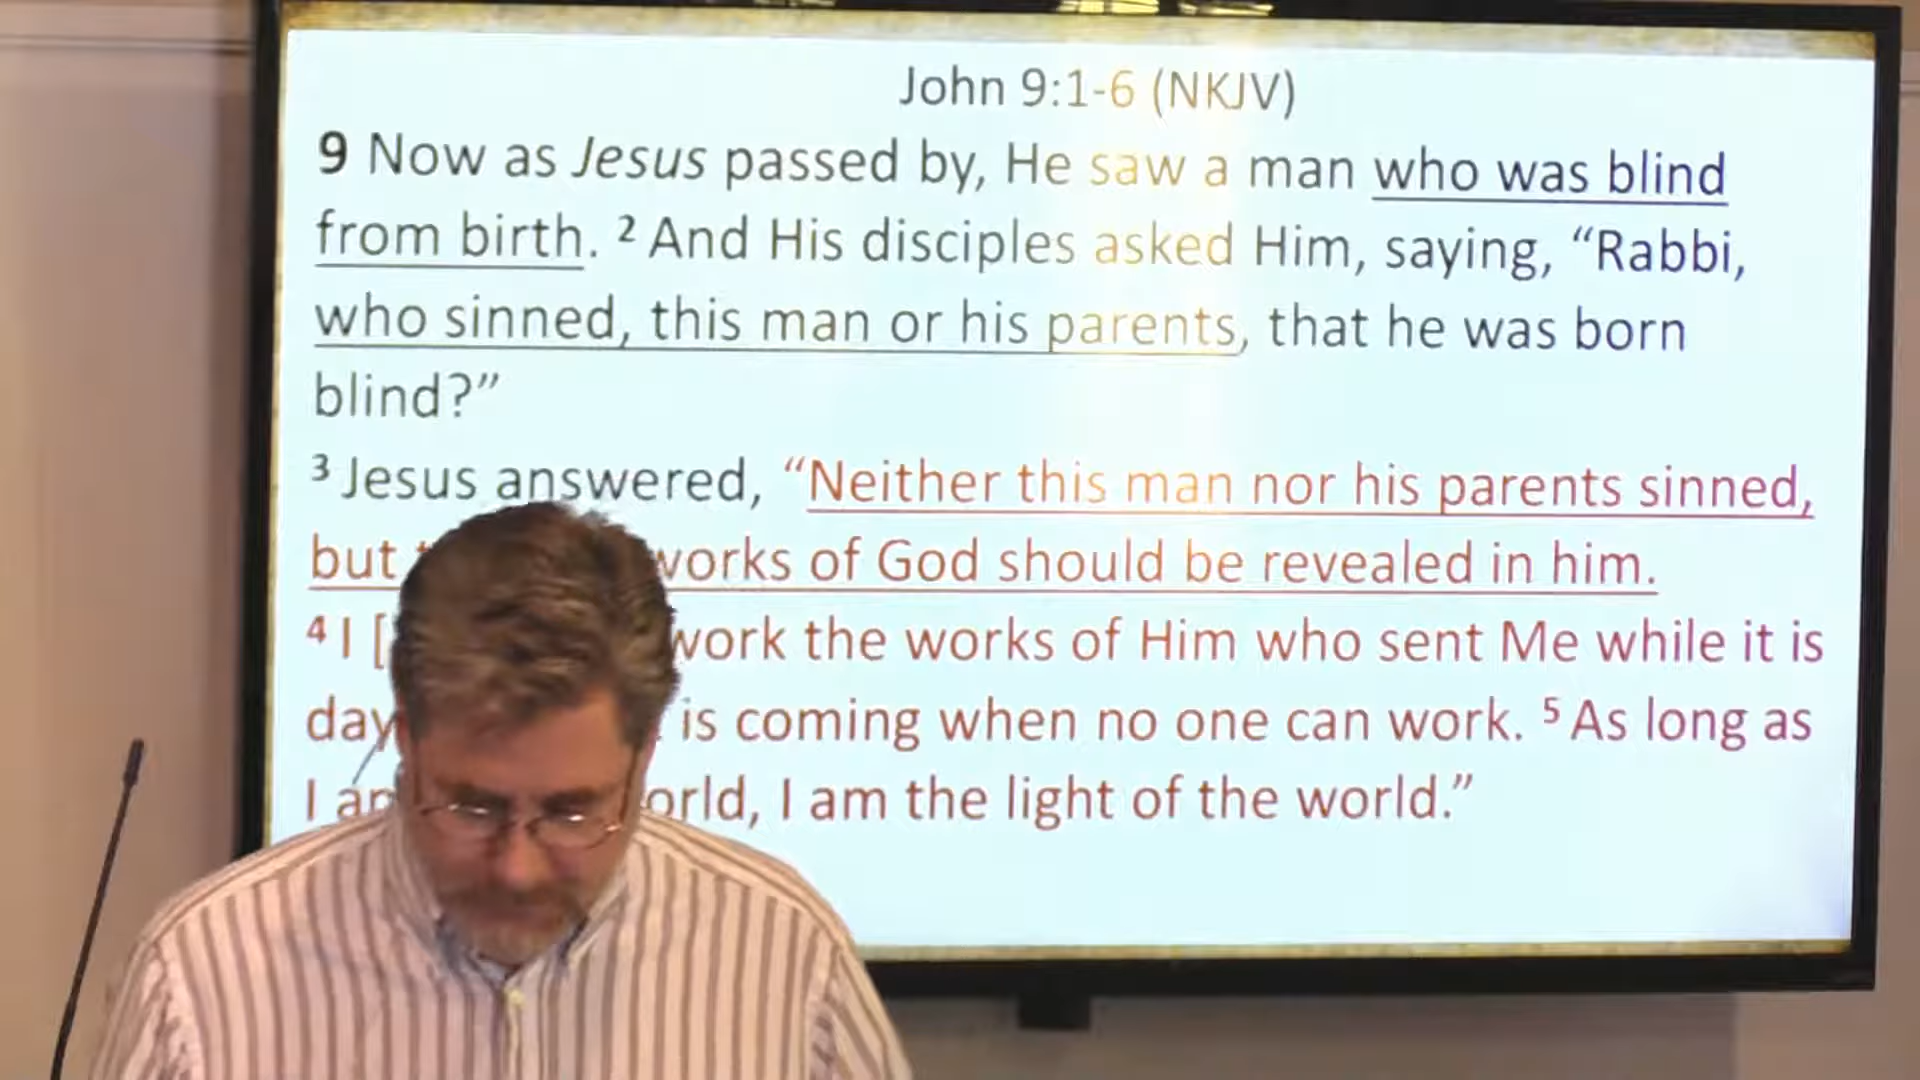 John 9:1-6 (NKJV)
9 Now as Jesus passed by, He saw a man who was blind
from birth. ² And His disciples asked Him, saying, “Rabbi,
who sinned, this man or his parents, that he was born
blind?”
³ Jesus answered, “Neither this man nor his parents sinned,
but works of God should be revealed in him.
⁴ I [ work the works of Him who sent Me while it is
day is coming when no one can work. ⁵ As long as
I world, I am the light of the world.”